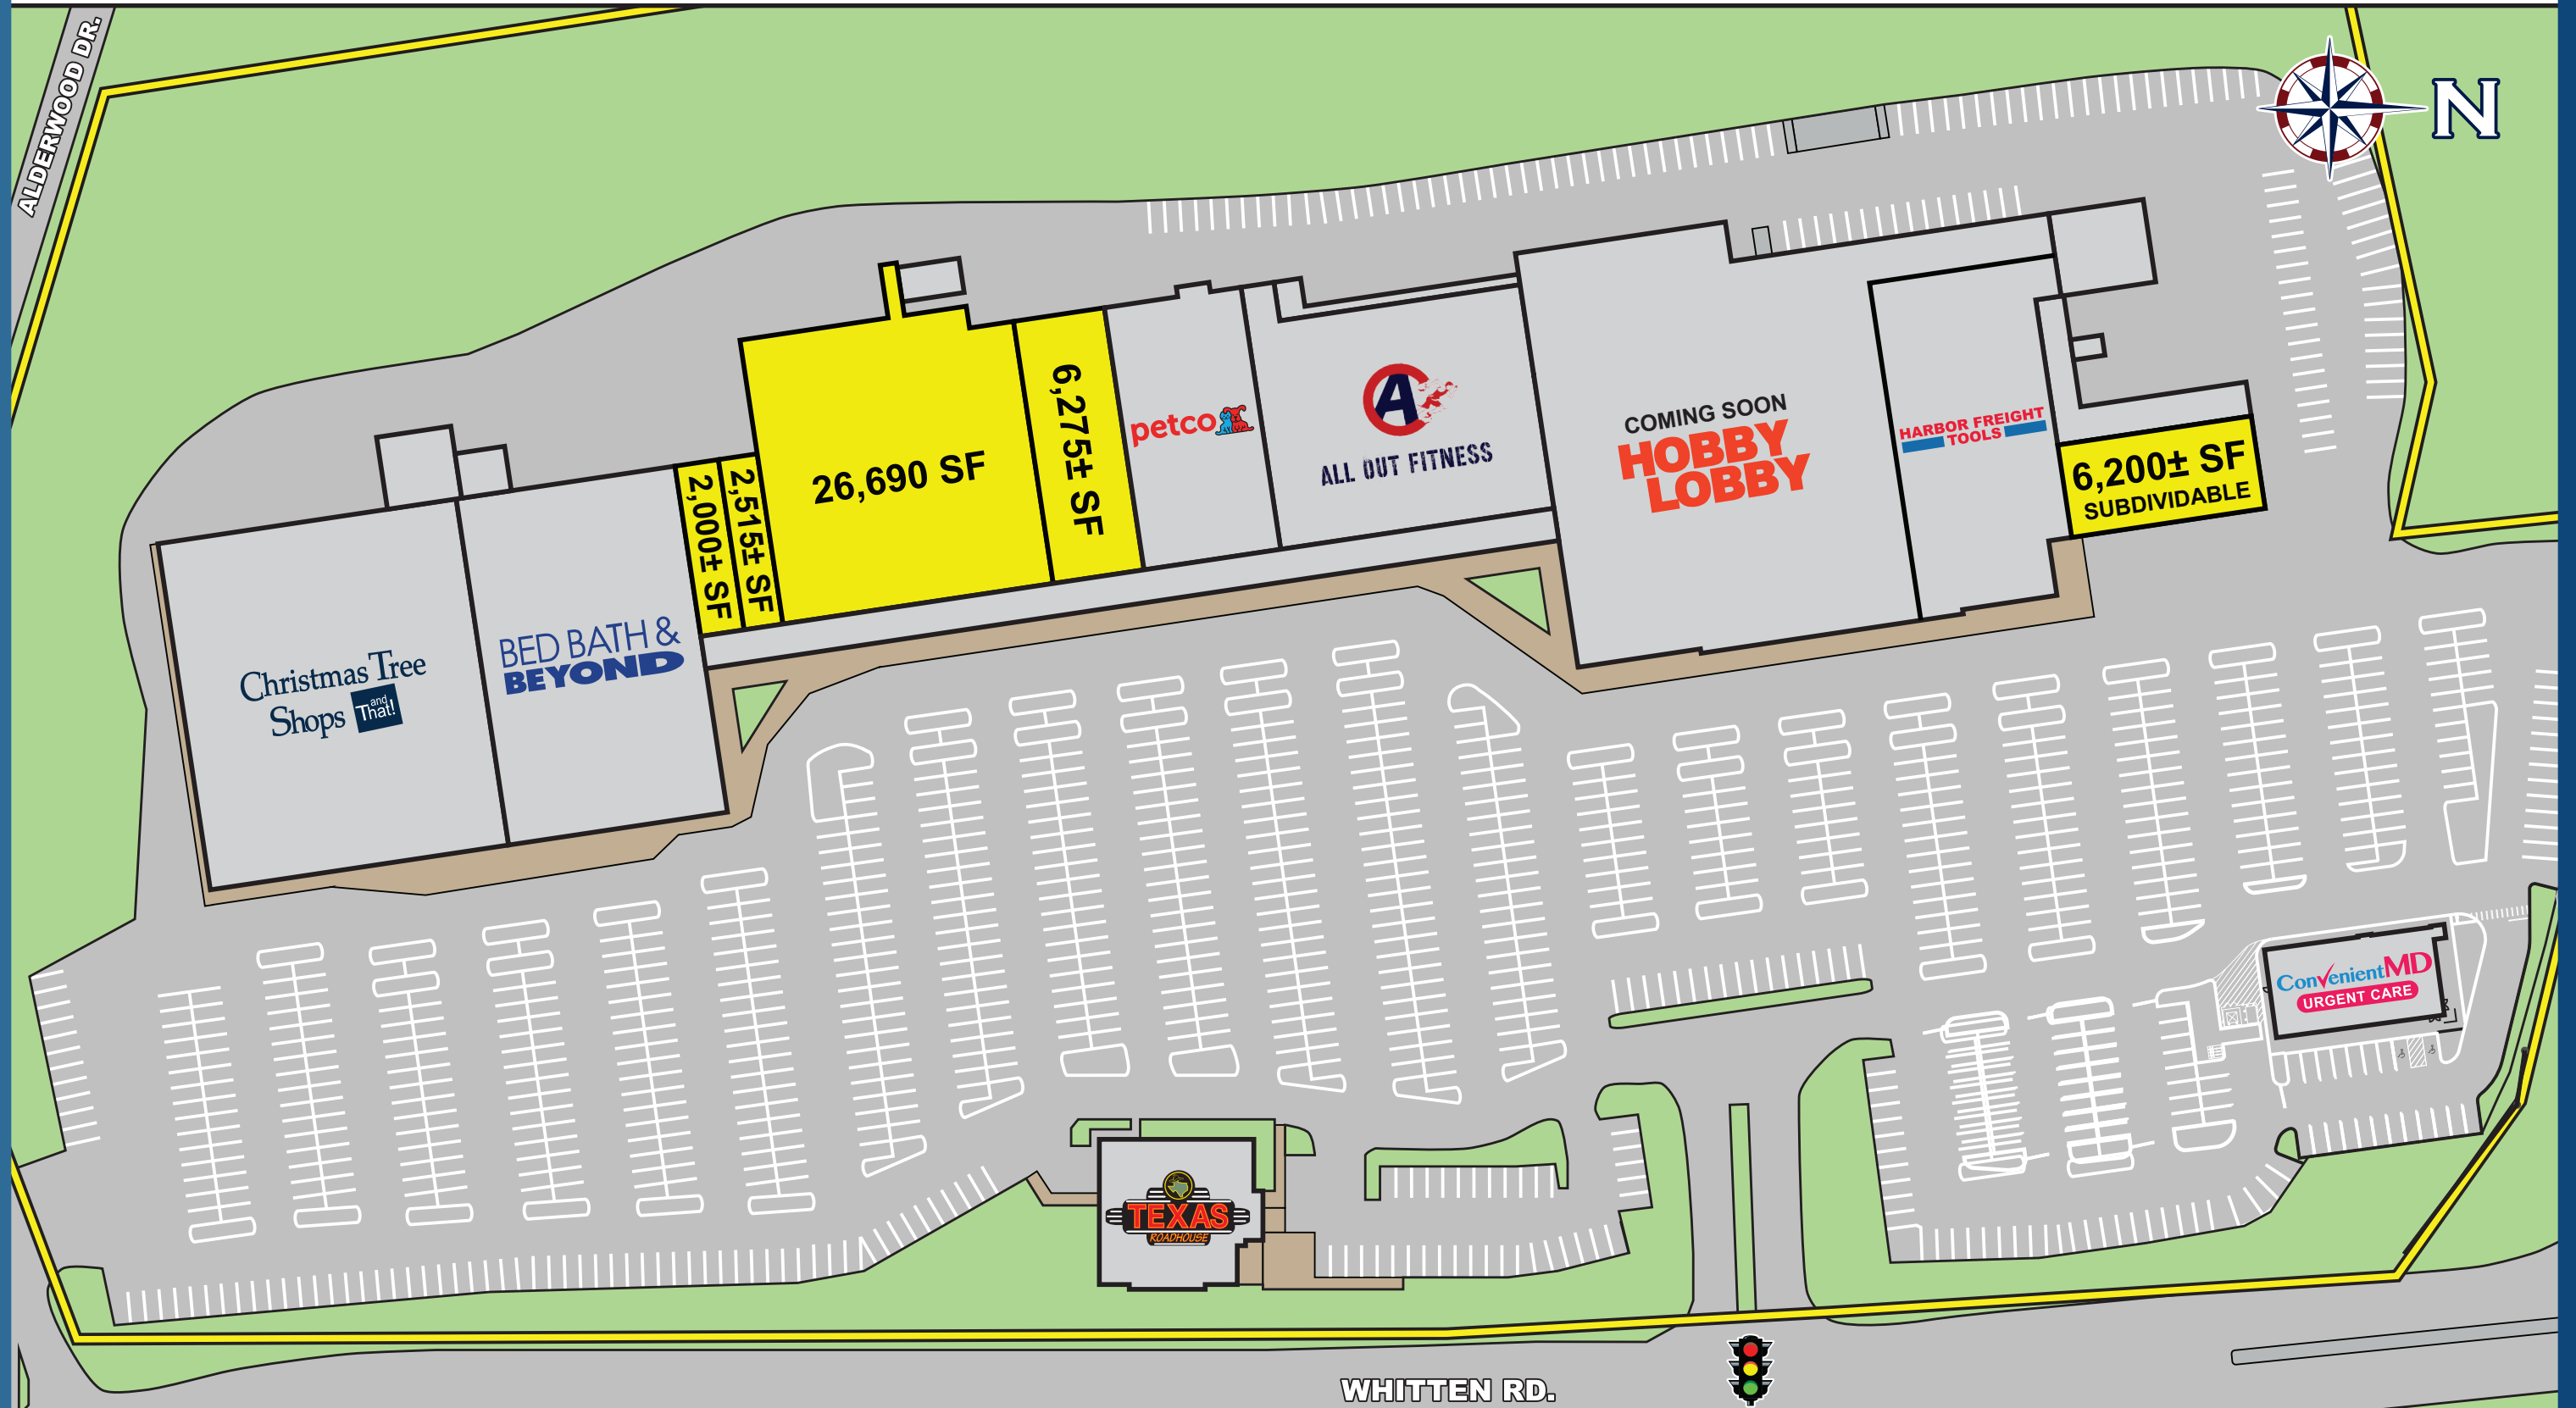 ALDERWOOD DR.
N
26,690 SF
6,275± SF
2,000± SF
2,515± SF
petco
A
ALL OUT FITNESS
COMING SOON
HOBBY
LOBBY
HARBOR FREIGHT
TOOLS
6,200± SF
SUBDIVIDABLE
Christmas Tree
Shops and
That!
BED BATH &
BEYOND
ConvenientMD
URGENT CARE
TEXAS
ROADHOUSE
WHITTEN RD.